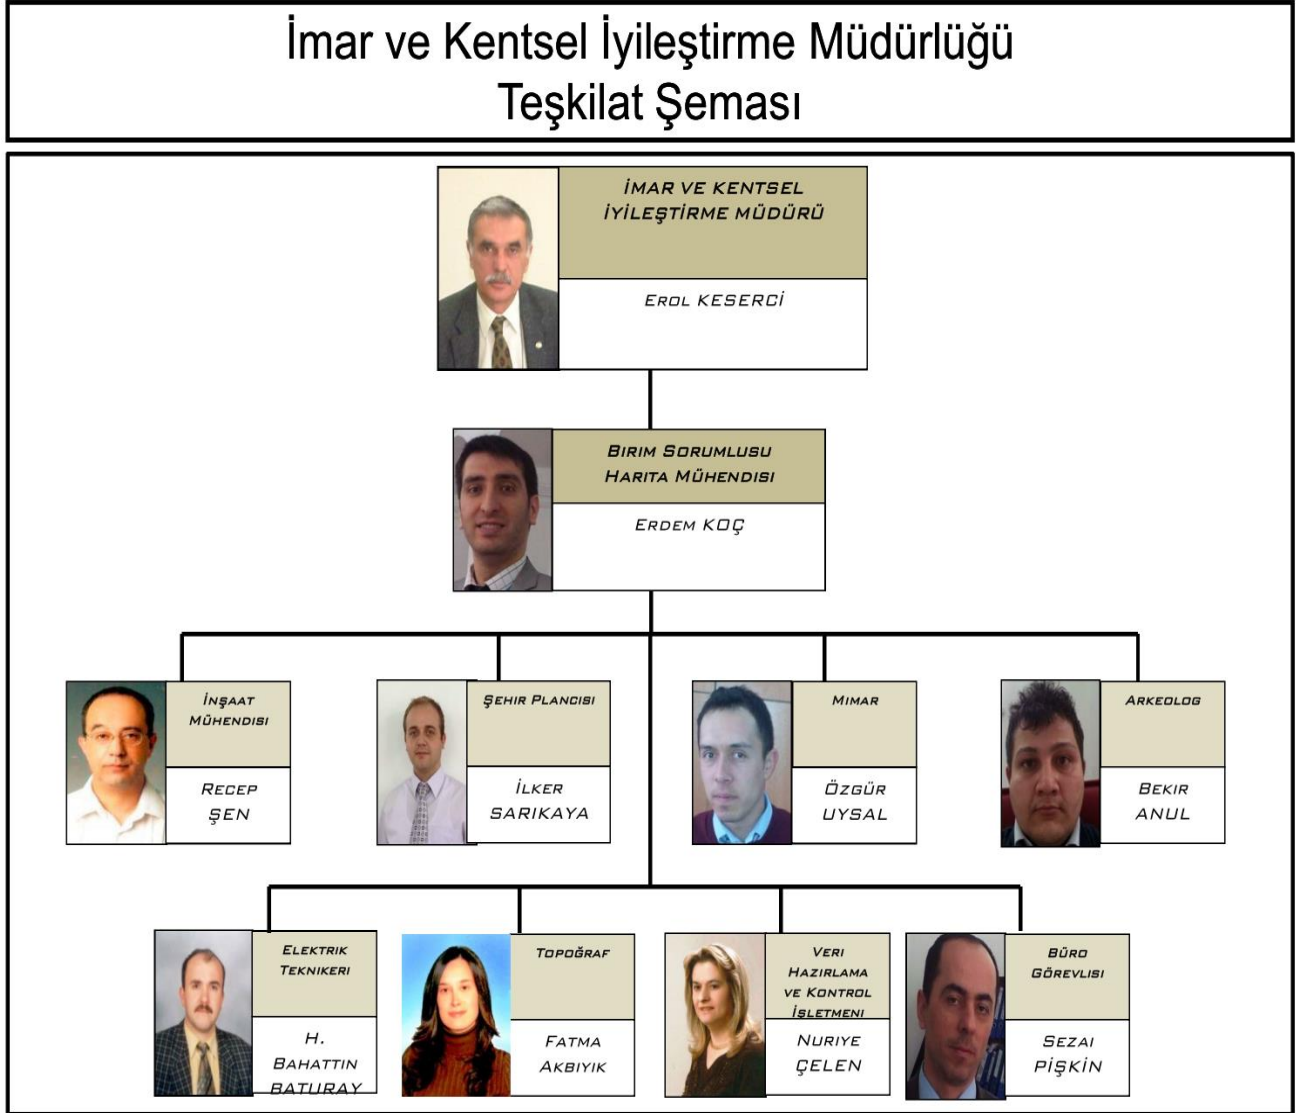 İmar ve Kentsel İyileştirme Müdürlüğü
Teşkilat Şeması
İMAR VE KENTSEL
İYİLEŞTİRME MÜDÜRÜ
EROL KESERCİ
BIRIM SORUMLUSU
HARITA MÜHENDISI
ERDEM KOÇ
İNŞAAT
MÜHENDISI
RECEP
ŞEN
ŞEHIR PLANCISI
İLKER
SARIKAYA
MIMAR
ÖZGÜR
UYSAL
ARKEOLOG
BEKIR
ANUL
ELEKTRIK
TEKNIKERI
H.
BAHATTIN
BATURAY
TOPOĞRAF
FATMA
AKBIYIK
VERI
HAZIRLAMA
VE KONTROL
İŞLETMENI
NURIYE
ÇELEN
BÜRO
GÖREVLISI
SEZAI
PİŞKİN